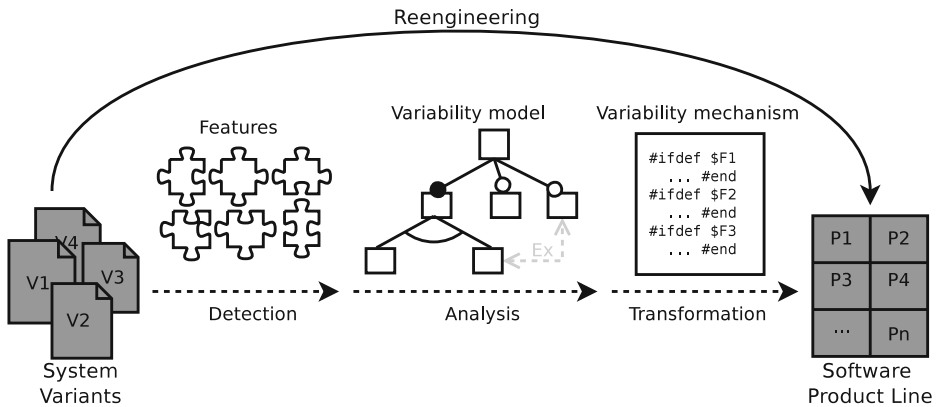 Reengineering
Features
Variability model
Variability mechanism
#ifdef $F1
... #end
#ifdef $F2
... #end
#ifdef $F3
... #end
Ex
V4
V1
V3
V2
P1 P2
P3 P4
... Pn
Detection
Analysis
Transformation
System
Variants
Software
Product Line